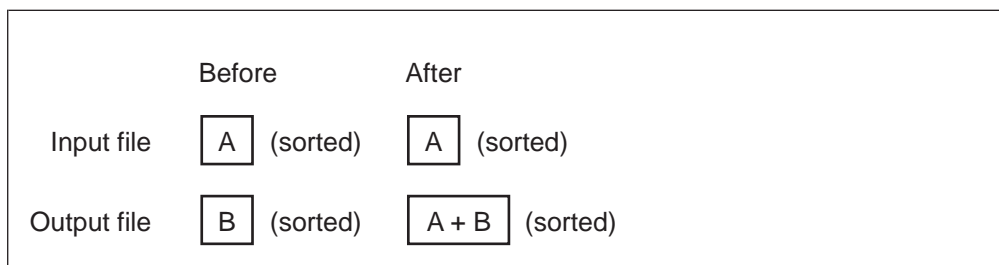 Before After
Input file A (sorted) A (sorted)
Output file B (sorted) A + B (sorted)